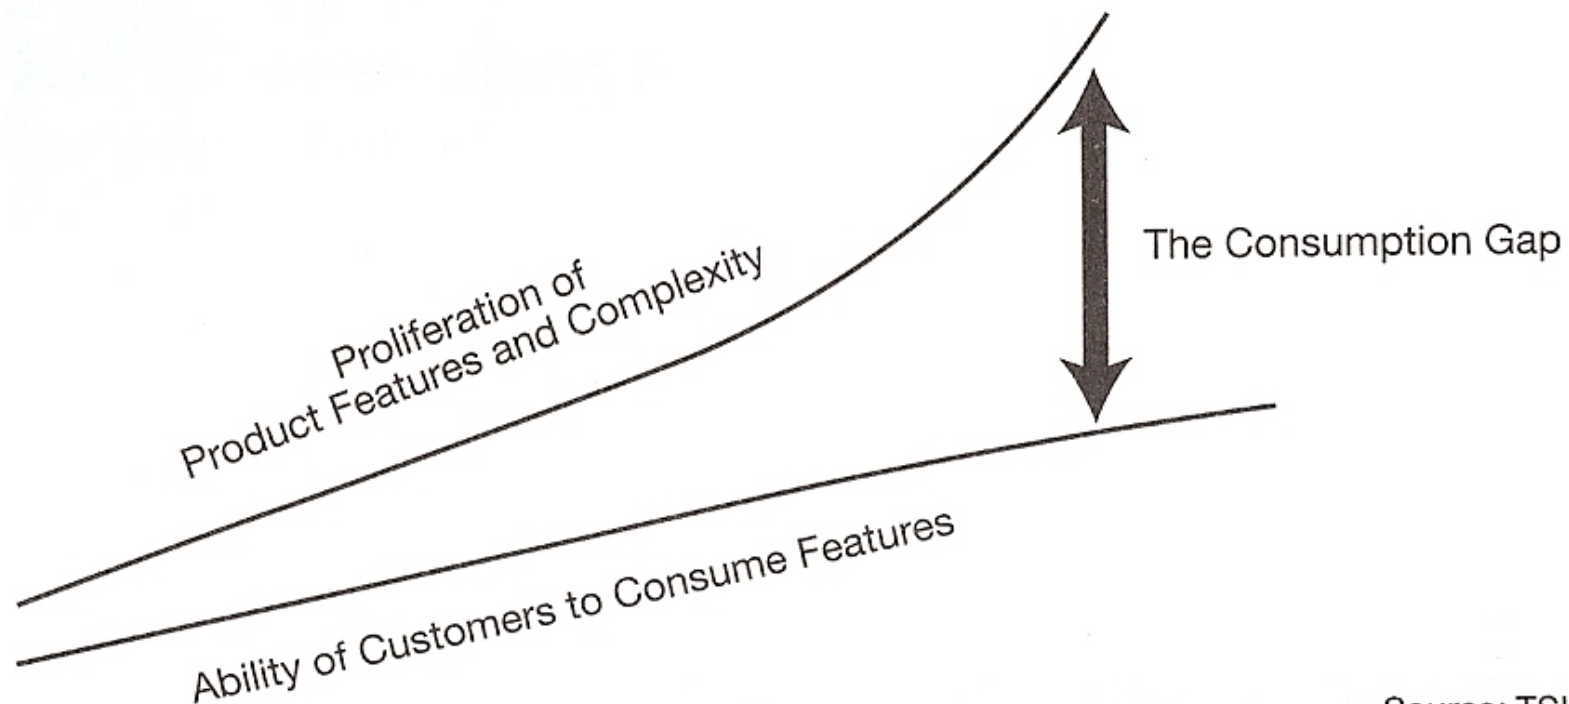 Proliferation of
Product Features and Complexity
The Consumption Gap
Ability of Customers to Consume Features